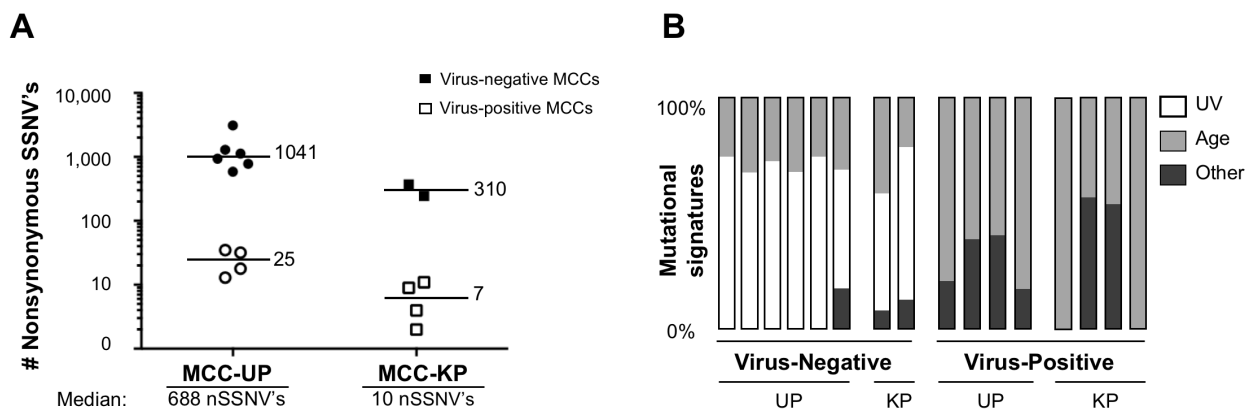 A
# Nonsynonymous SSNV's
10,000
1,000
100
10
0
Virus-negative MCCs
Virus-positive MCCs
1041
25
310
7
MCC-UP
MCC-KP
Median:
688 nSSNV's
10 nSSNV's
B
Mutational
signatures
100%
0%
UV
Age
Other
Virus-Negative
Virus-Positive
UP
KP
UP
KP